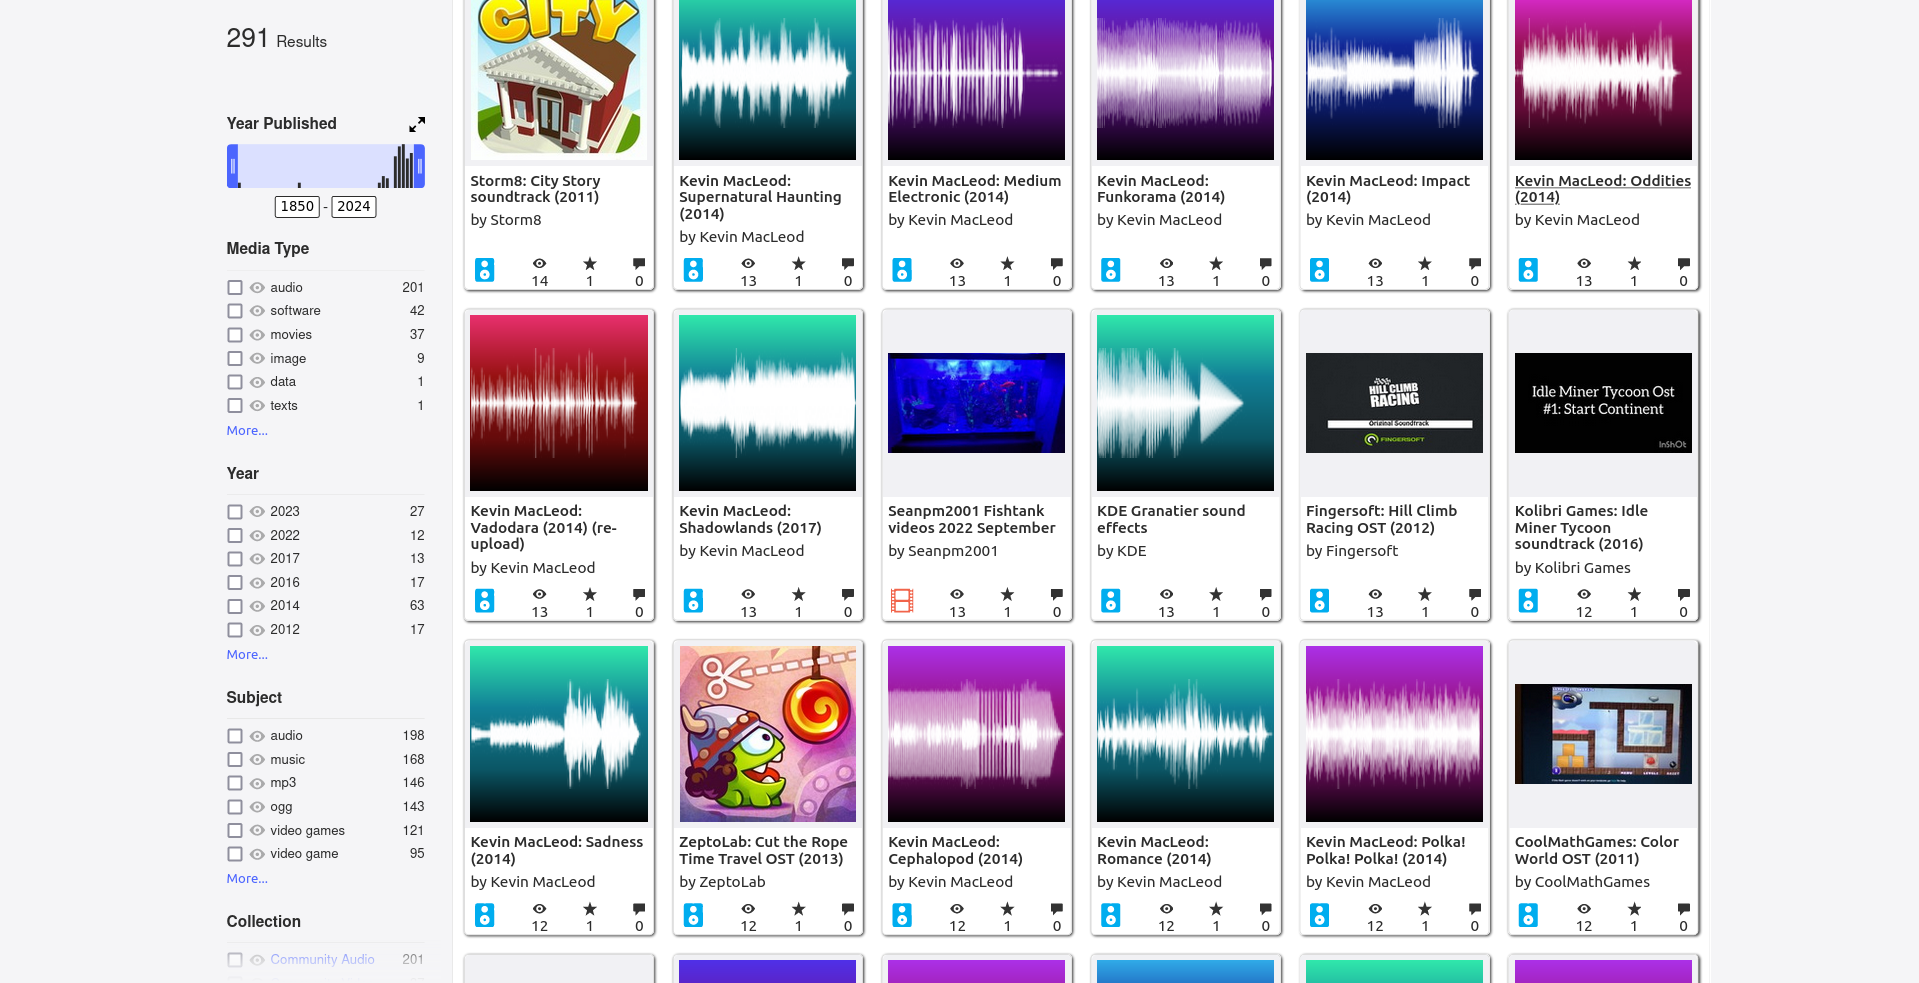 291 Results
Year Published
1850 - 2024
Media Type
audio 201
software 42
movies 37
image 9
data 1
texts 1
More...
Year
2023 27
2022 12
2017 13
2016 17
2014 63
2012 17
More...
Subject
audio 198
music 168
mp3 146
ogg 143
video games 121
video game 95
More...
Collection
Community Audio 201
CITY
Storm8: City Story
soundtrack (2011)
by Storm8
14 1 0
Kevin MacLeod:
Supernatural Haunting
(2014)
by Kevin MacLeod
13 1 0
Kevin MacLeod: Medium
Electronic (2014)
by Kevin MacLeod
13 1 0
Kevin MacLeod:
Funkorama (2014)
by Kevin MacLeod
13 1 0
Kevin MacLeod: Impact
(2014)
by Kevin MacLeod
13 1 0
Kevin MacLeod: Oddities
(2014)
by Kevin MacLeod
13 1 0
Kevin MacLeod:
Vadodara (2014) (re-
upload)
by Kevin MacLeod
13 1 0
Kevin MacLeod:
Shadowlands (2017)
by Kevin MacLeod
13 1 0
Seanpm2001 Fishtank
videos 2022 September
by Seanpm2001
13 1 0
KDE Granatier sound
effects
by KDE
13 1 0
HILL CLIMB
RACING
Original Soundtrack
FINGERSOFT
Fingersoft: Hill Climb
Racing OST (2012)
by Fingersoft
13 1 0
Idle Miner Tycoon Ost
#1: Start Continent
InShOt
Kolibri Games: Idle
Miner Tycoon
soundtrack (2016)
by Kolibri Games
12 1 0
Kevin MacLeod: Sadness
(2014)
by Kevin MacLeod
12 1 0
ZeptoLab: Cut the Rope
Time Travel OST (2013)
by ZeptoLab
12 1 0
Kevin MacLeod:
Cephalopod (2014)
by Kevin MacLeod
12 1 0
Kevin MacLeod:
Romance (2014)
by Kevin MacLeod
12 1 0
Kevin MacLeod: Polka!
Polka! Polka! (2014)
by Kevin MacLeod
12 1 0
CoolMathGames: Color
World OST (2011)
by CoolMathGames
12 1 0